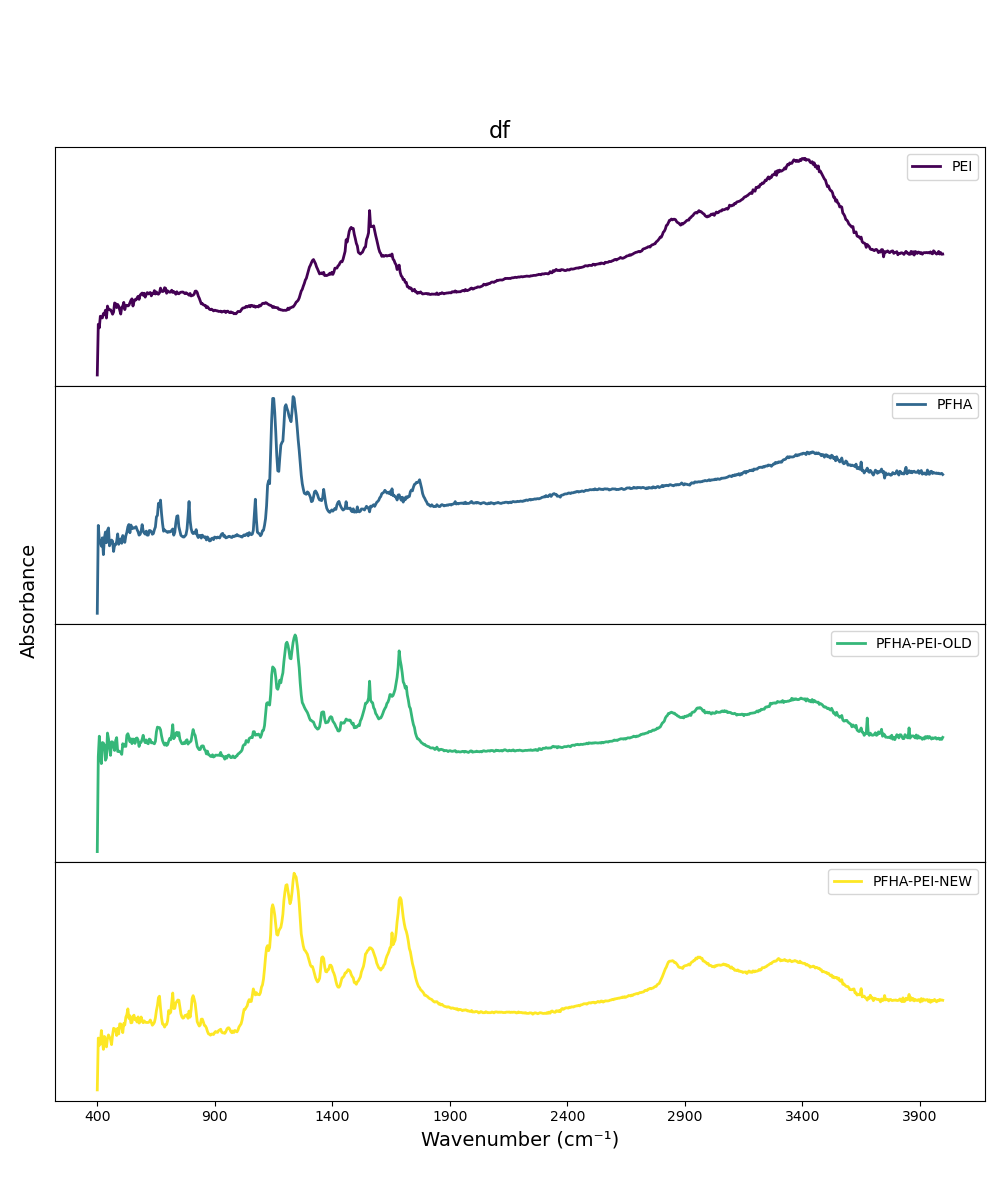 df
PEI
PFHA
PFHA-PEI-OLD
PFHA-PEI-NEW
Absorbance
400 900 1400 1900 2400 2900 3400 3900
Wavenumber (cm⁻¹)